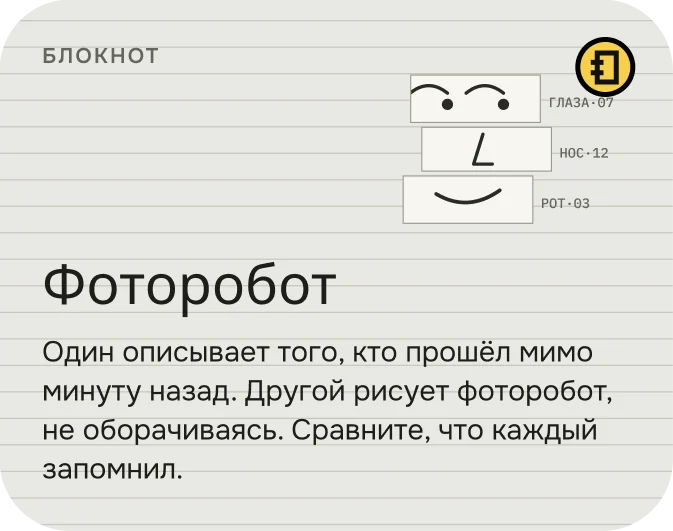 БЛОКНОТ
ГЛАЗА·07
НОС·12
РОТ·03
Фоторобот
Один описывает того, кто прошёл мимо
минуту назад. Другой рисует фоторобот,
не оборачиваясь. Сравните, что каждый
запомнил.